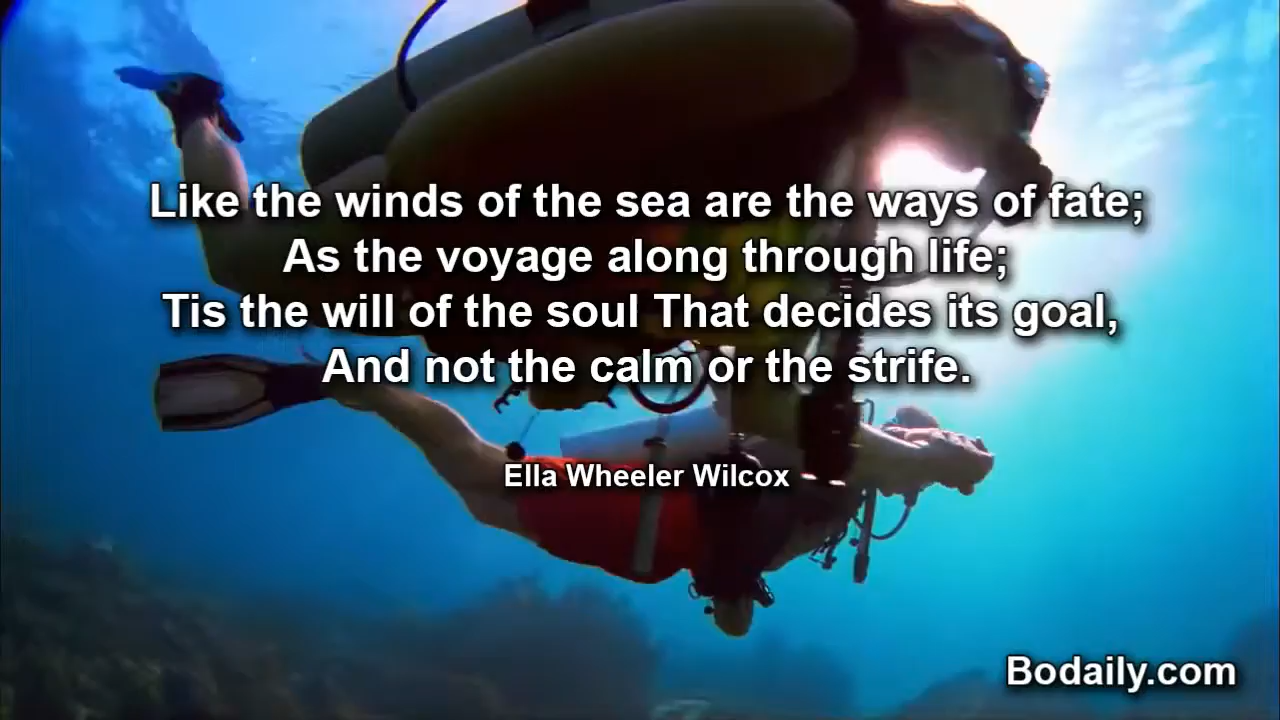 Like the winds of the sea are the ways of fate;
As the voyage along through life;
Tis the will of the soul That decides its goal,
And not the calm or the strife.
Ella Wheeler Wilcox
Bodaily.com